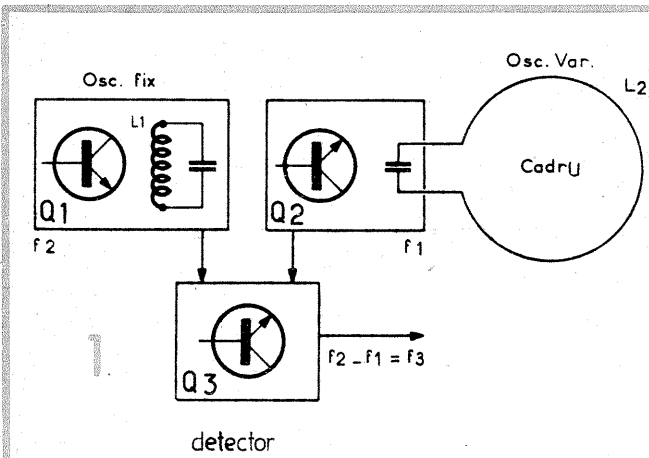 Osc. fix
Osc. Var.
L1
L2
Cadru
Q1
Q2
f2
f1
Q3
f2 - f1 = f3
1
detector